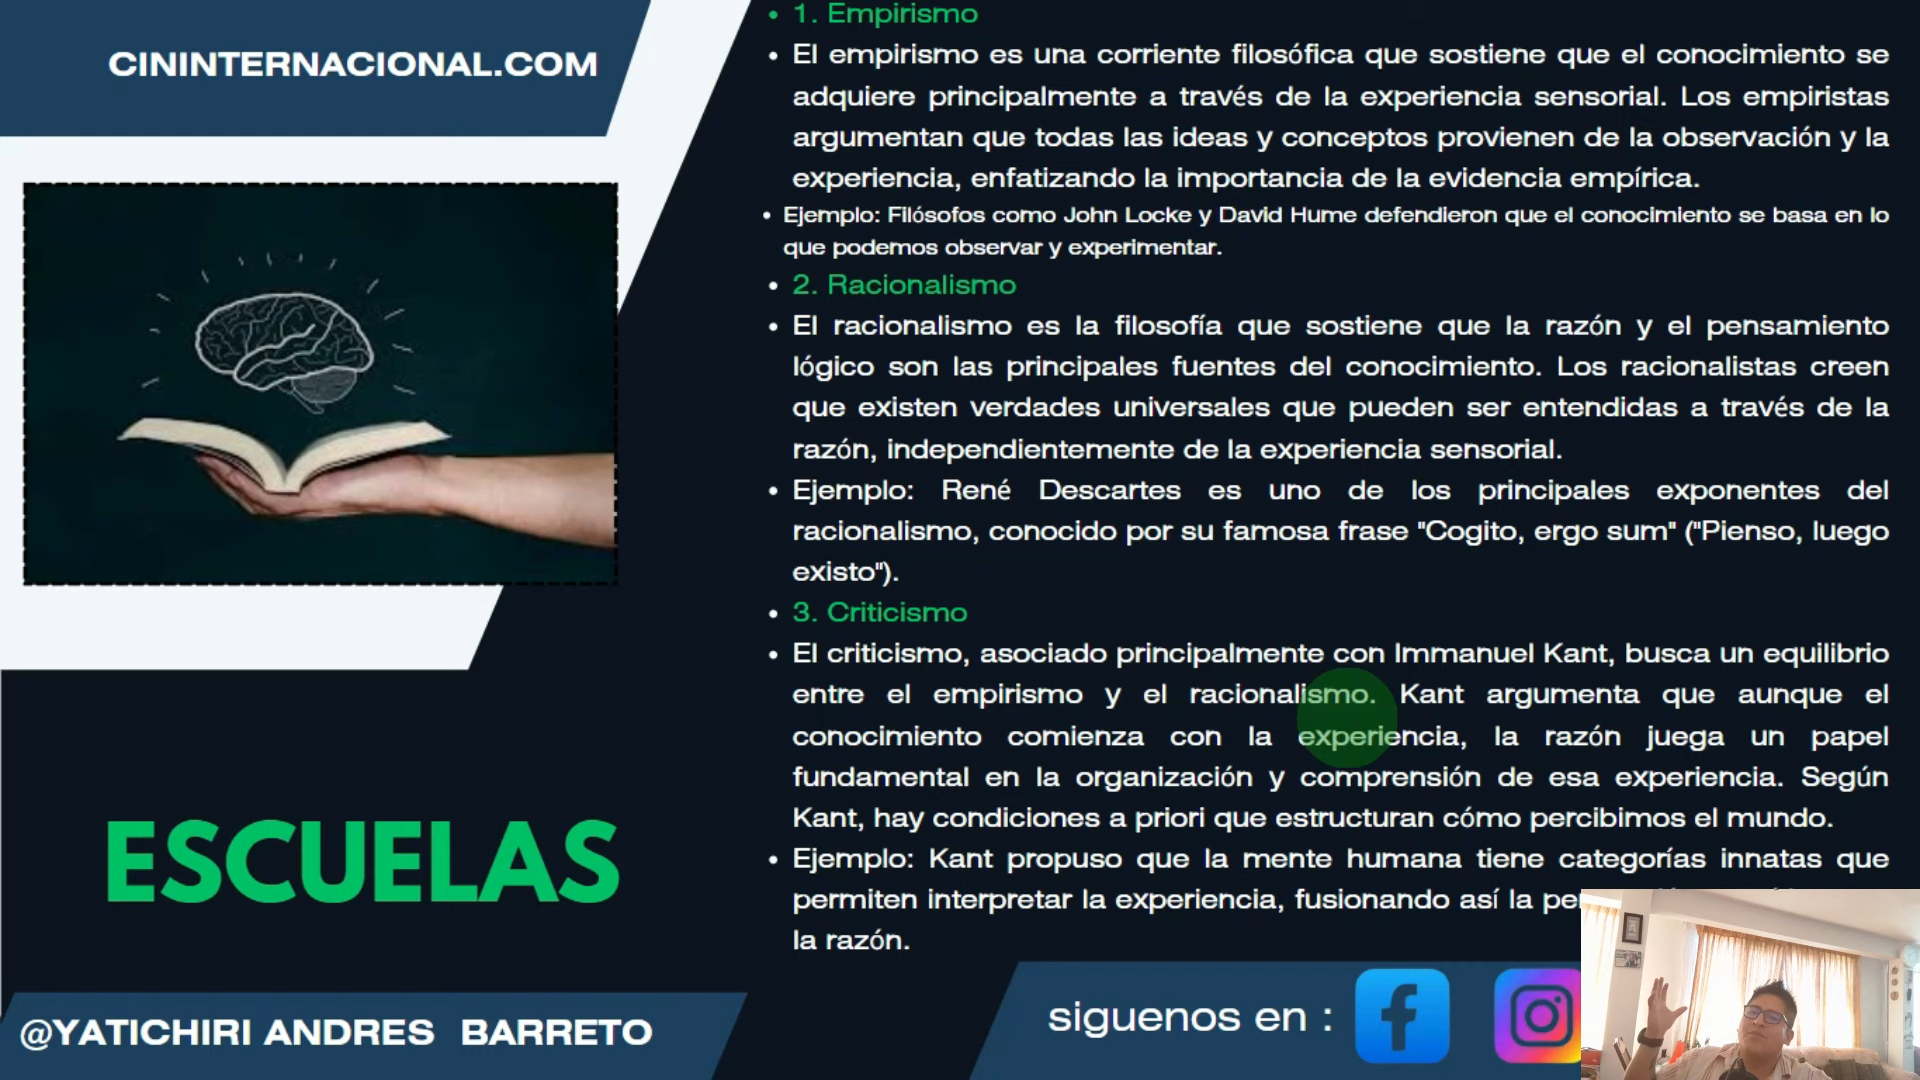 CININTERNACIONAL.COM
• 1. Empirismo
• El empirismo es una corriente filosófica que sostiene que el conocimiento se
adquiere principalmente a través de la experiencia sensorial. Los empiristas
argumentan que todas las ideas y conceptos provienen de la observación y la
experiencia, enfatizando la importancia de la evidencia empírica.
• Ejemplo: Filósofos como John Locke y David Hume defendieron que el conocimiento se basa en lo
que podemos observar y experimentar.
• 2. Racionalismo
• El racionalismo es la filosofía que sostiene que la razón y el pensamiento
lógico son las principales fuentes del conocimiento. Los racionalistas creen
que existen verdades universales que pueden ser entendidas a través de la
razón, independientemente de la experiencia sensorial.
• Ejemplo: René Descartes es uno de los principales exponentes del
racionalismo, conocido por su famosa frase "Cogito, ergo sum" ("Pienso, luego
existo").
• 3. Criticismo
• El criticismo, asociado principalmente con Immanuel Kant, busca un equilibrio
entre el empirismo y el racionalismo. Kant argumenta que aunque el
conocimiento comienza con la experiencia, la razón juega un papel
fundamental en la organización y comprensión de esa experiencia. Según
Kant, hay condiciones a priori que estructuran cómo percibimos el mundo.
• Ejemplo: Kant propuso que la mente humana tiene categorías innatas que
permiten interpretar la experiencia, fusionando así la
la razón.
ESCUELAS
@YATICHIRI ANDRES BARRETO
siguenos en :